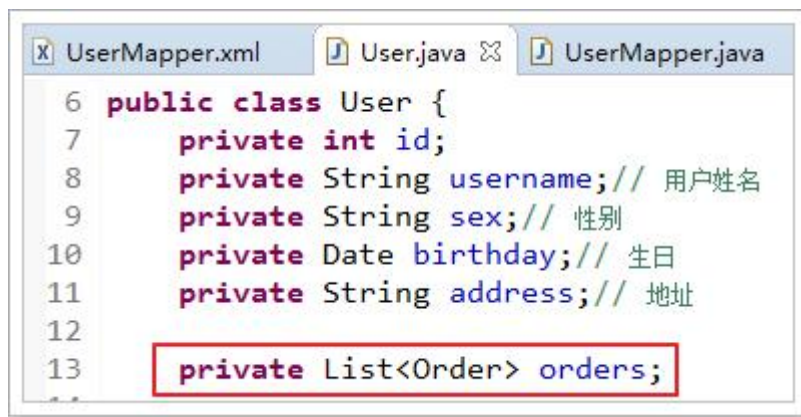 UserMapper.xml User.java UserMapper.java
6 public class User {
7 private int id;
8 private String username;// 用户姓名
9 private String sex;// 性别
10 private Date birthday;// 生日
11 private String address;// 地址
12
13 private List<Order> orders;